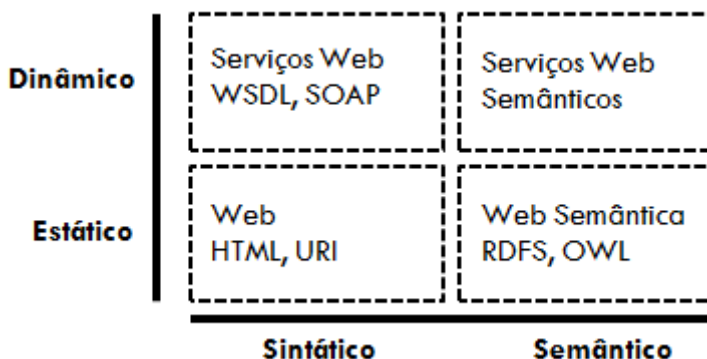 Dinâmico
Serviços Web
WSDL, SOAP
Serviços Web
Semânticos
Estático
Web
HTML, URI
Web Semântica
RDFS, OWL
Sintático
Semântico